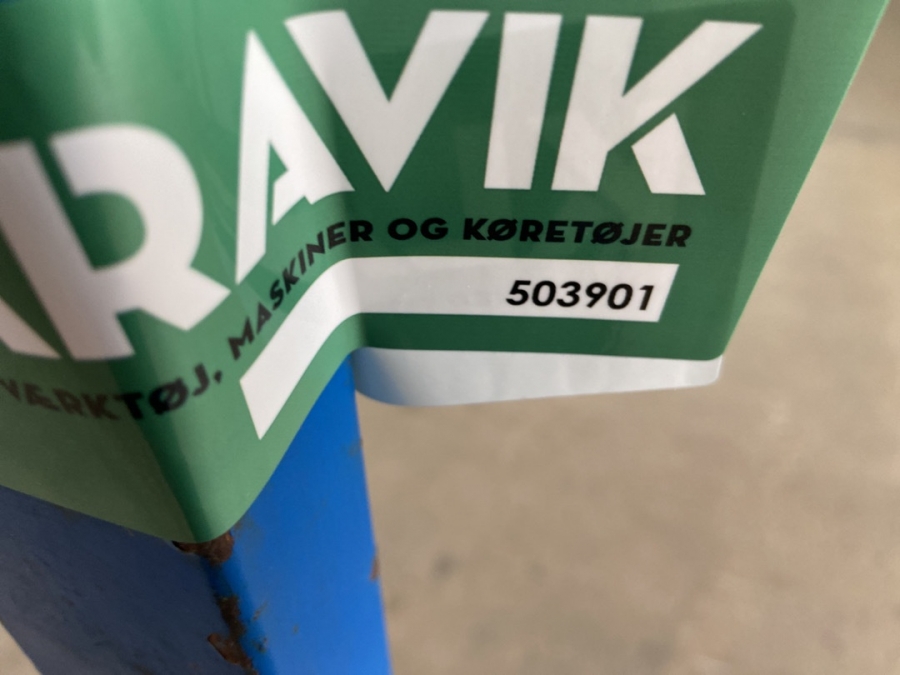 RAVIK
VÆRKTØJ, MASKINER OG KØRETØJER
503901